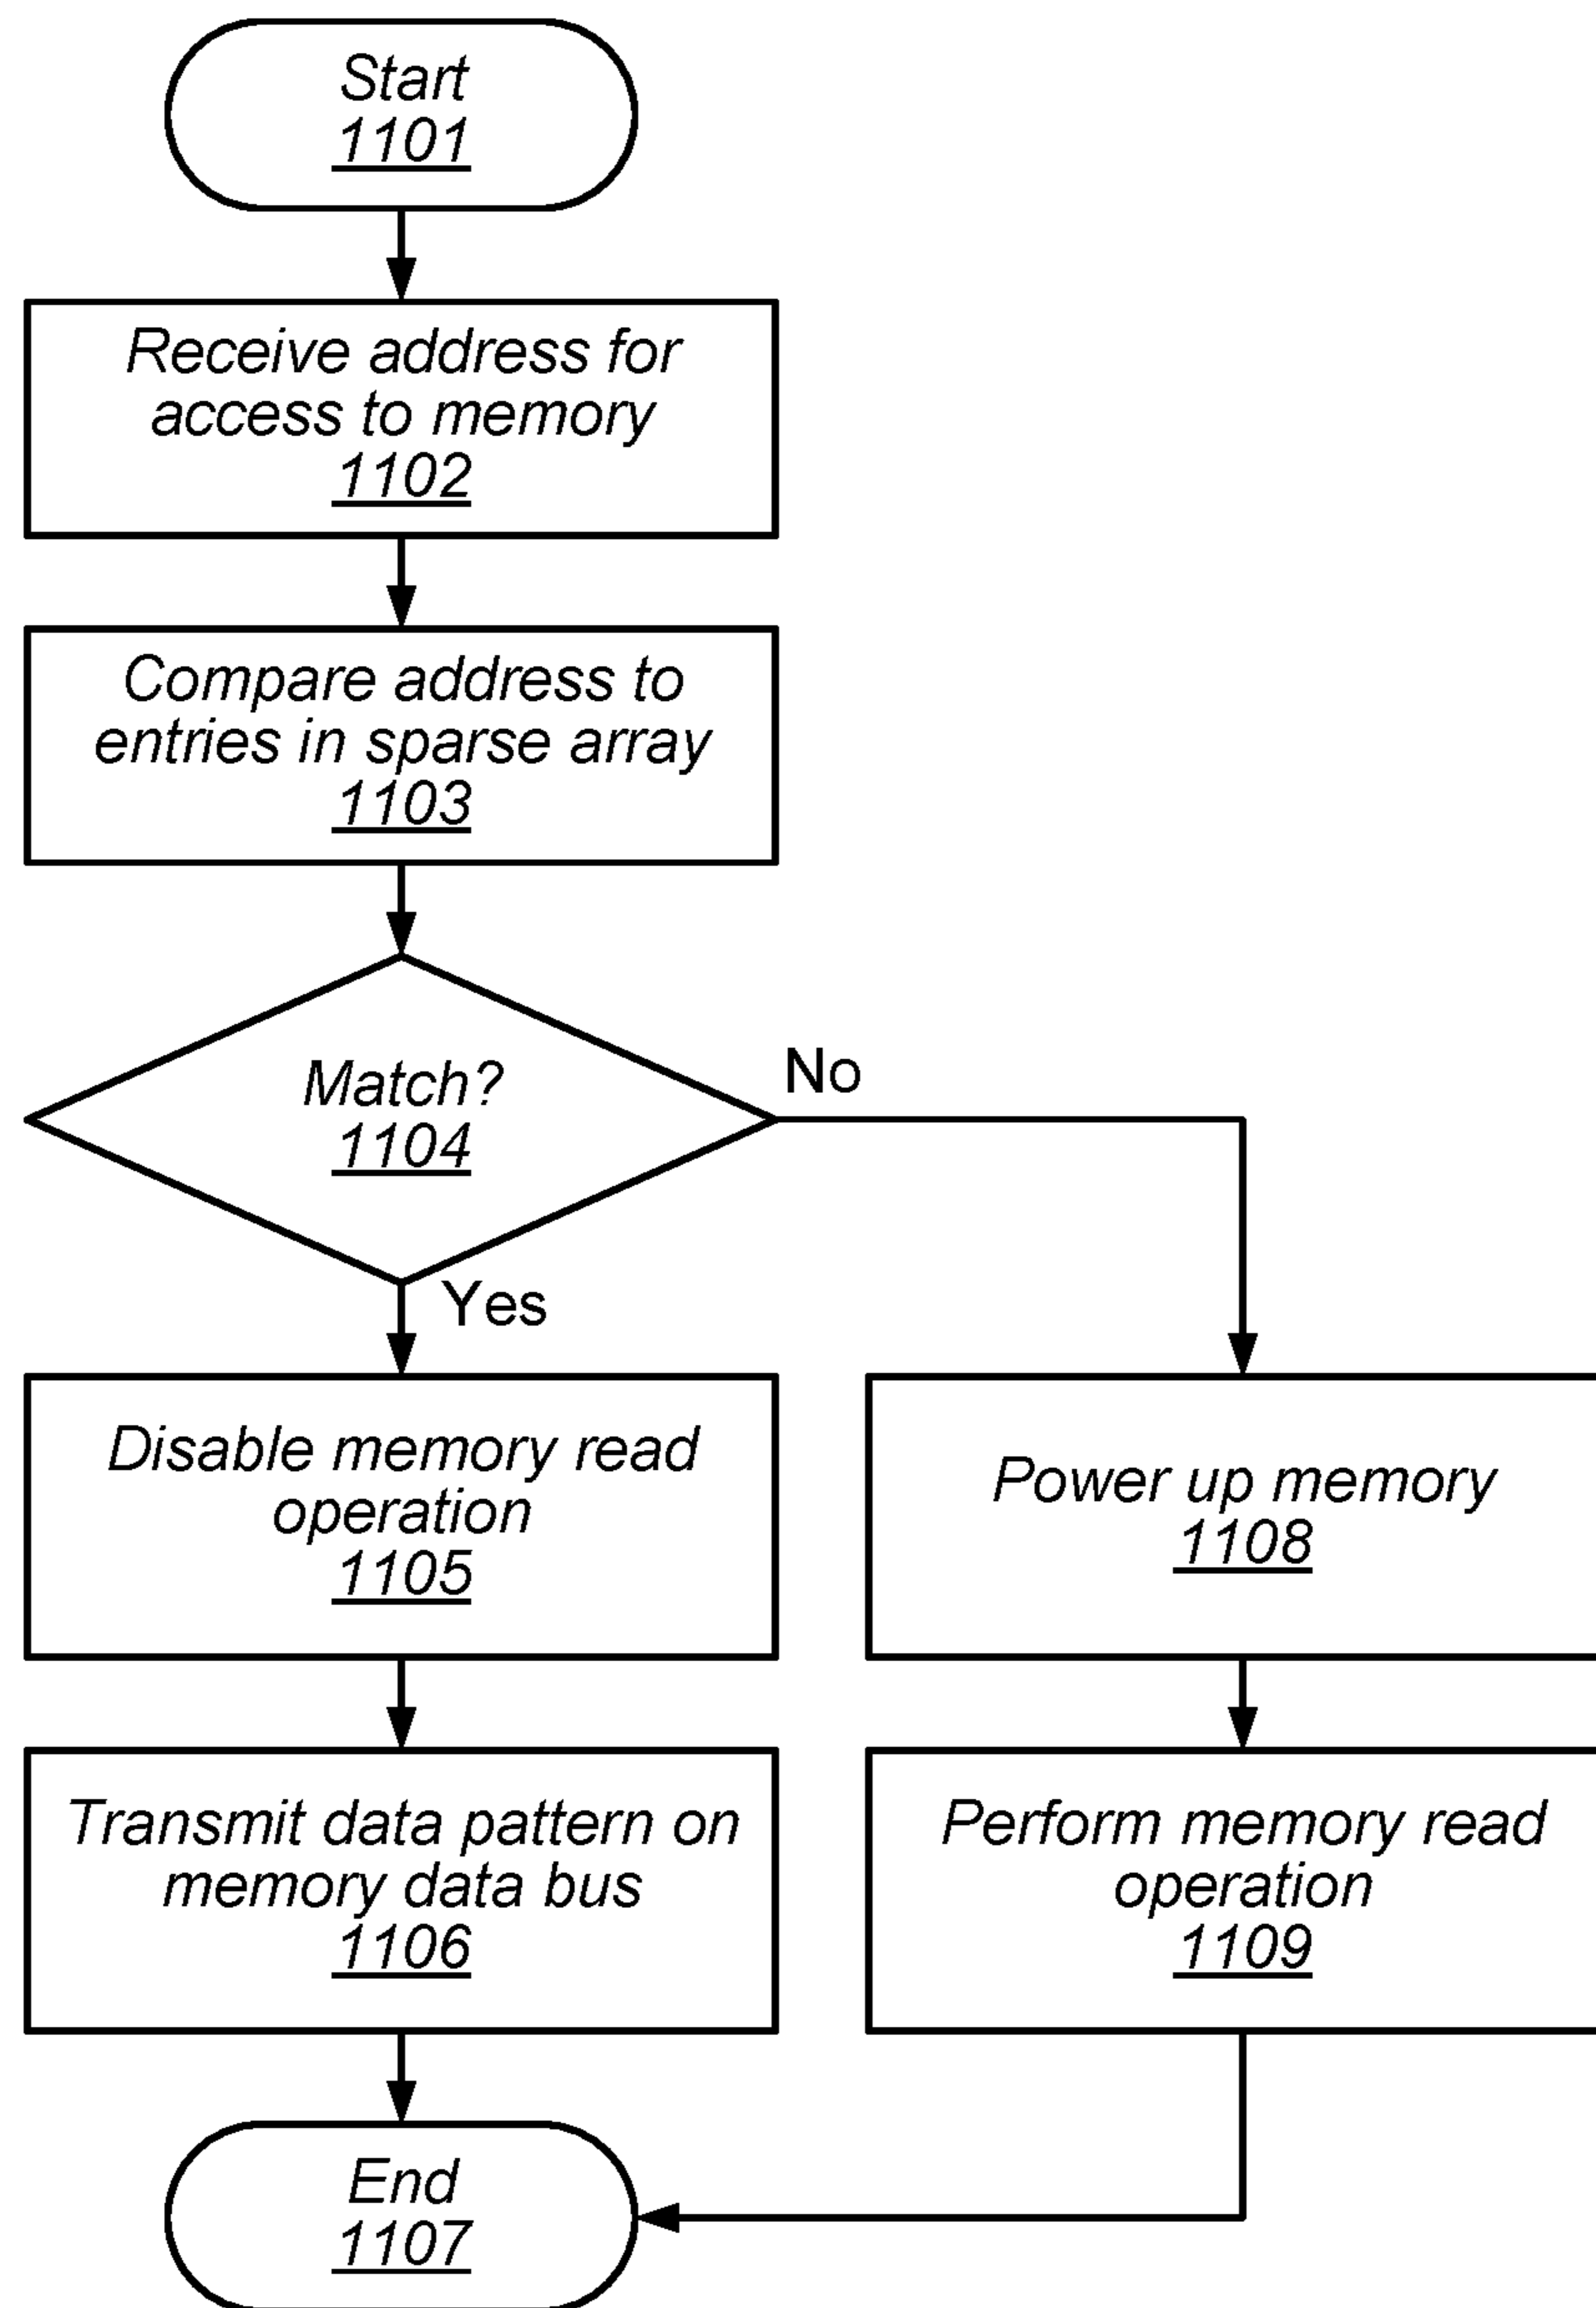 Start
1101
Receive address for
access to memory
1102
Compare address to
entries in sparse array
1103
Match?
1104
No
Yes
Disable memory read
operation
1105
Power up memory
1108
Transmit data pattern on
memory data bus
1106
Perform memory read
operation
1109
End
1107